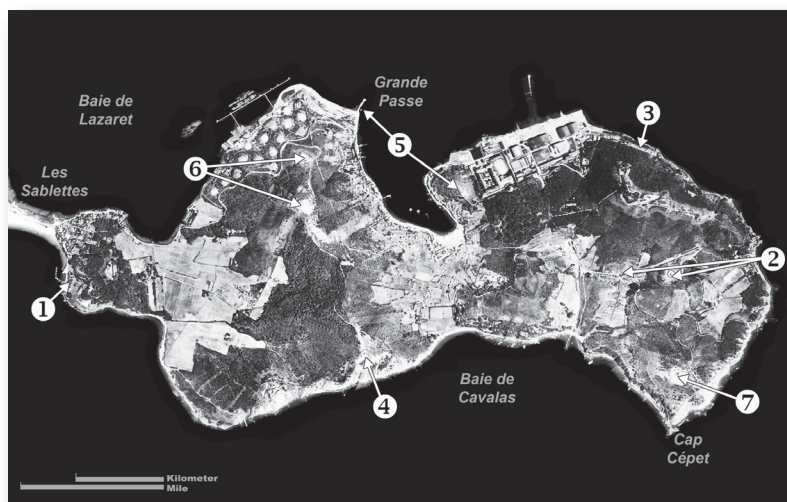 Baie de
Lazaret
Grande
Passe
3
5
6
Les
Sablettes
2
1
Baie de
Cavalas
4
7
Cap
Cépet
Kilometer
Mile